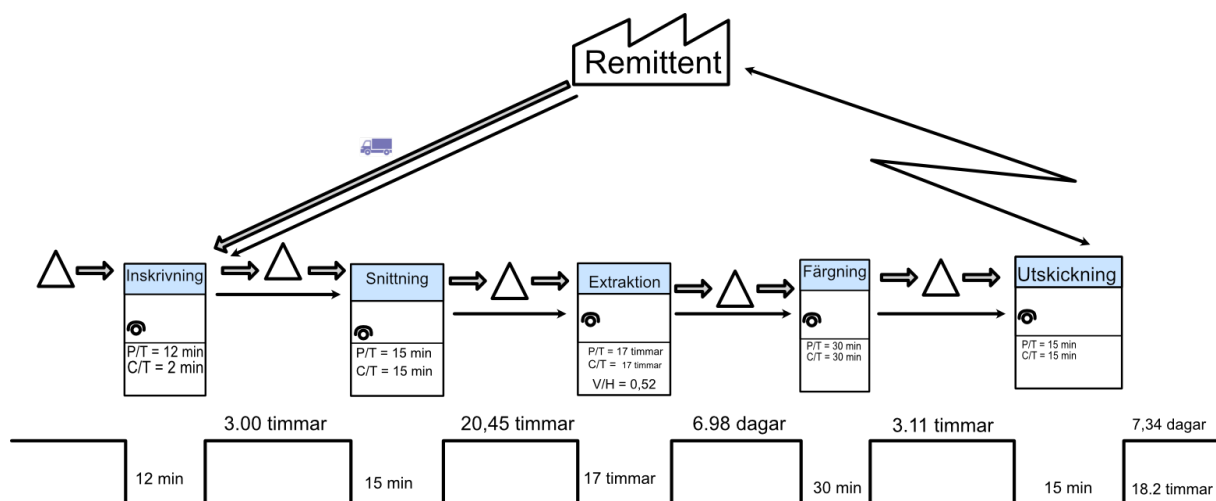 Remittent
Inskrivning
P/T = 12 min
C/T = 2 min
Snittning
P/T = 15 min
C/T = 15 min
Extraktion
P/T = 17 timmar
C/T = 17 timmar
V/H = 0,52
Färgning
P/T = 30 min
C/T = 30 min
Utskickning
P/T = 15 min
C/T = 15 min
3.00 timmar
20,45 timmar
6.98 dagar
3.11 timmar
7,34 dagar
12 min
15 min
17 timmar
30 min
15 min
18.2 timmar